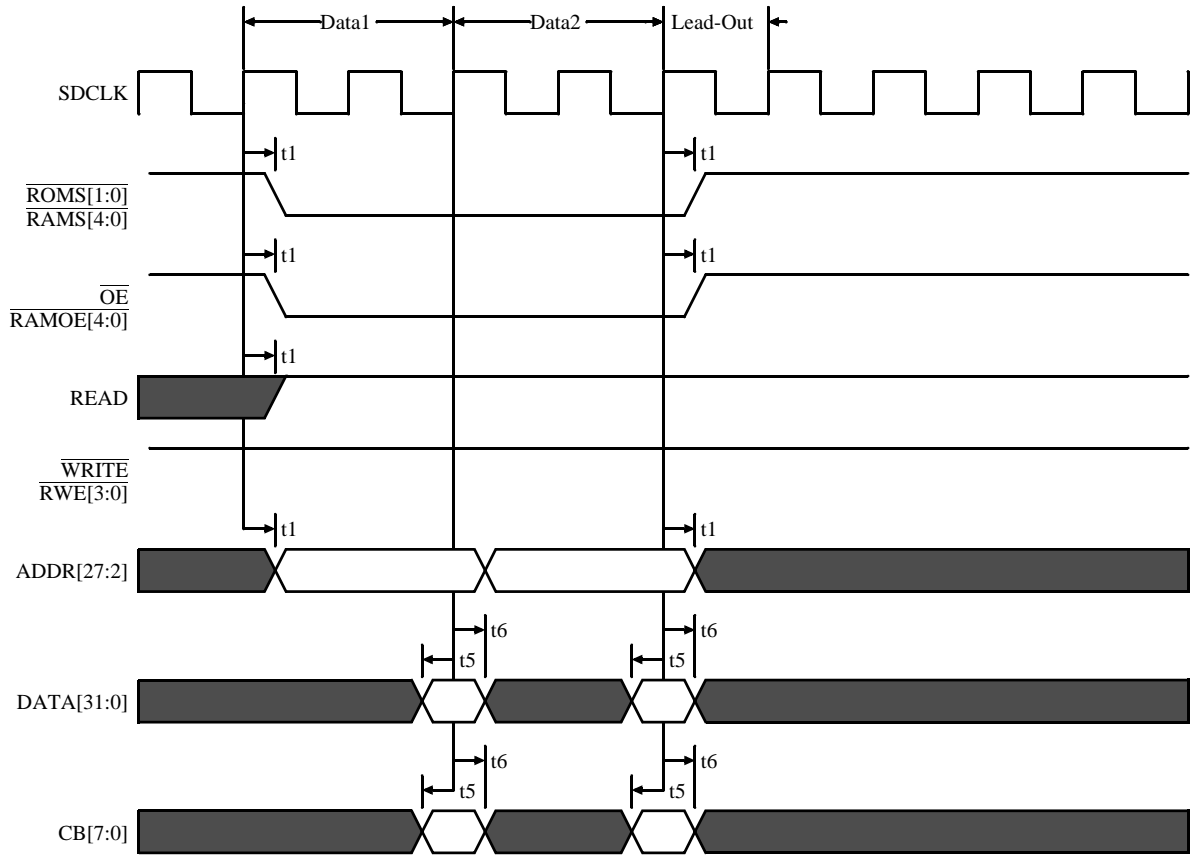 Data1 Data2 Lead-Out
SDCLK
t1 t1
ROMS[1:0]
RAMS[4:0]
t1 t1
OE
RAMOE[4:0]
t1
READ
WRITE
RWE[3:0]
t1 t1
ADDR[27:2]
t6 t6
t5 t5
DATA[31:0]
t6 t6
t5 t5
CB[7:0]